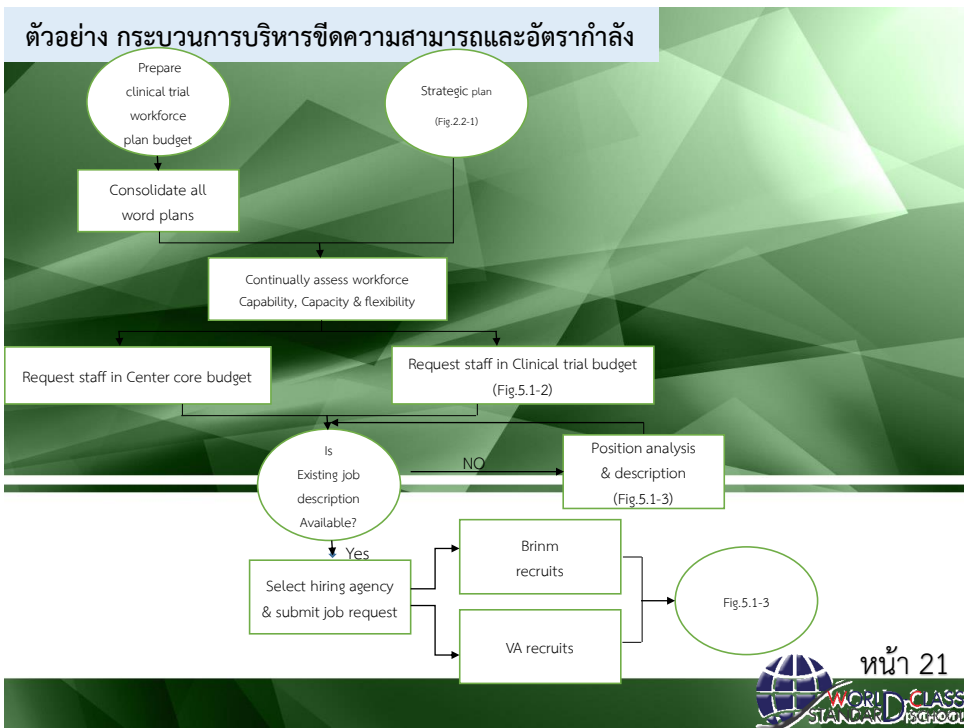 ตัวอย่าง กระบวนการบริหารขีดความสามารถและอัตรากำลัง
Prepare
clinical trial
workforce
plan budget
Strategic plan
(Fig.2.2-1)
Consolidate all
word plans
Continually assess workforce
Capability, Capacity & flexibility
Request staff in Center core budget
Request staff in Clinical trial budget
(Fig.5.1-2)
Is
Existing job
description
Available?
NO
Position analysis
& description
(Fig.5.1-3)
Yes
Select hiring agency
& submit job request
Brinm
recruits
VA recruits
Fig.5.1-3
หน้า 21
WORLD-CLASS
STANDARD SCHOOL